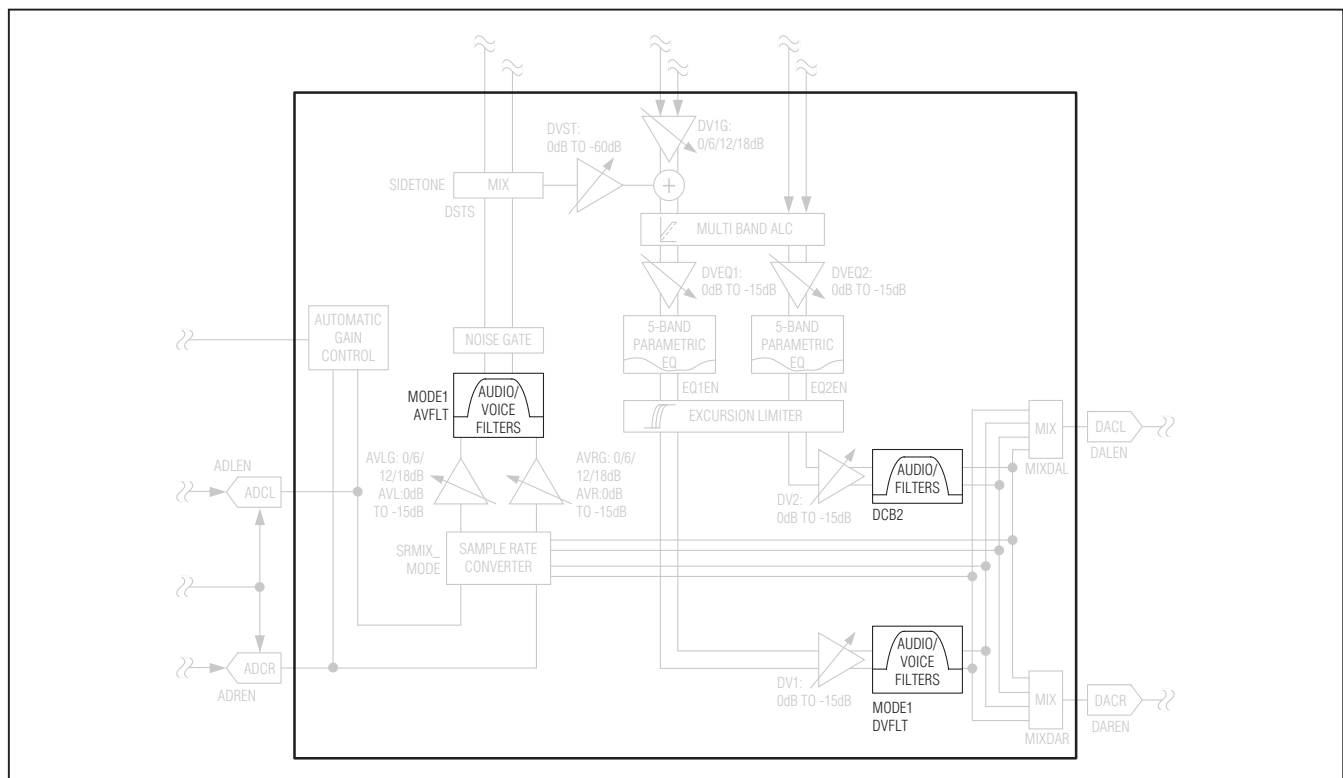 DVST:
0dB TO -60dB
DV1G:
0/6/12/18dB
SIDETONE
MIX
DSTS
+
MULTI BAND ALC
DVEQ1:
0dB TO -15dB
DVEQ2:
0dB TO -15dB
AUTOMATIC
GAIN
CONTROL
NOISE GATE
5-BAND
PARAMETRIC
EQ
5-BAND
PARAMETRIC
EQ
EQ1EN
EQ2EN
MODE1
AVFLT
AUDIO/
VOICE
FILTERS
EXCURSION LIMITER
MIX
DACL
DALEN
MIXDAL
ADLEN
ADCL
AVLG: 0/6/
12/18dB
AVL:0dB
TO -15dB
AVRG: 0/6/
12/18dB
AVR:0dB
TO -15dB
AUDIO/
FILTERS
DV2:
0dB TO -15dB
DCB2
SRMIX_
MODE
SAMPLE RATE
CONVERTER
ADCR
ADREN
AUDIO/
VOICE
FILTERS
DV1:
0dB TO -15dB
MODE1
DVFLT
MIX
DACR
DAREN
MIXDAR